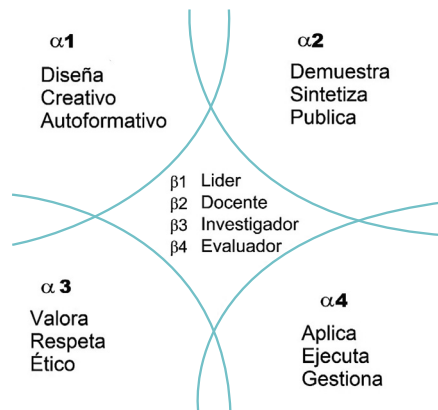 α1
Diseña
Creativo
Autoformativo
α2
Demuestra
Sintetiza
Publica
β1 Lider
β2 Docente
β3 Investigador
β4 Evaluador
α 3
Valora
Respeta
Ético
α4
Aplica
Ejecuta
Gestiona